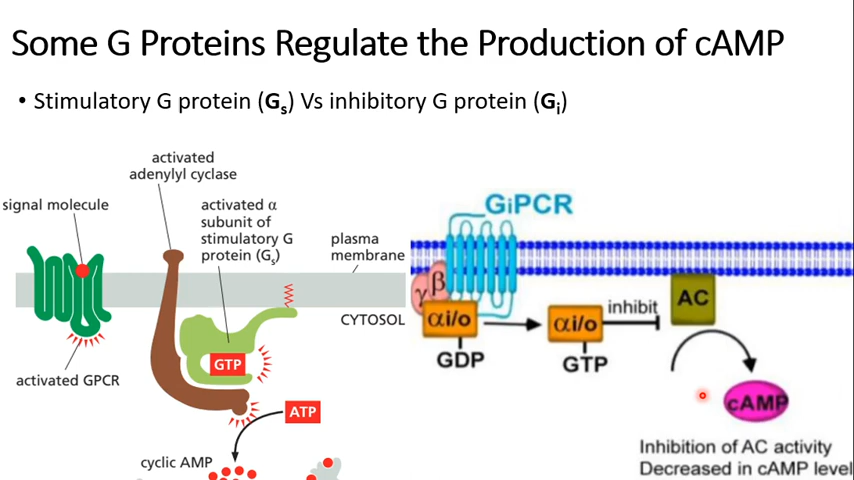 Some G Proteins Regulate the Production of cAMP
• Stimulatory G protein (Gs) Vs inhibitory G protein (Gi)
activated
adenylyl cyclase
signal molecule
activated α
subunit of
stimulatory G
protein (Gs)
plasma
membrane
CYTOSOL
GTP
activated GPCR
ATP
cyclic AMP
GiPCR
β
γ
αi/o
GDP
αi/o
GTP
inhibit
AC
cAMP
Inhibition of AC activity
Decreased in cAMP level